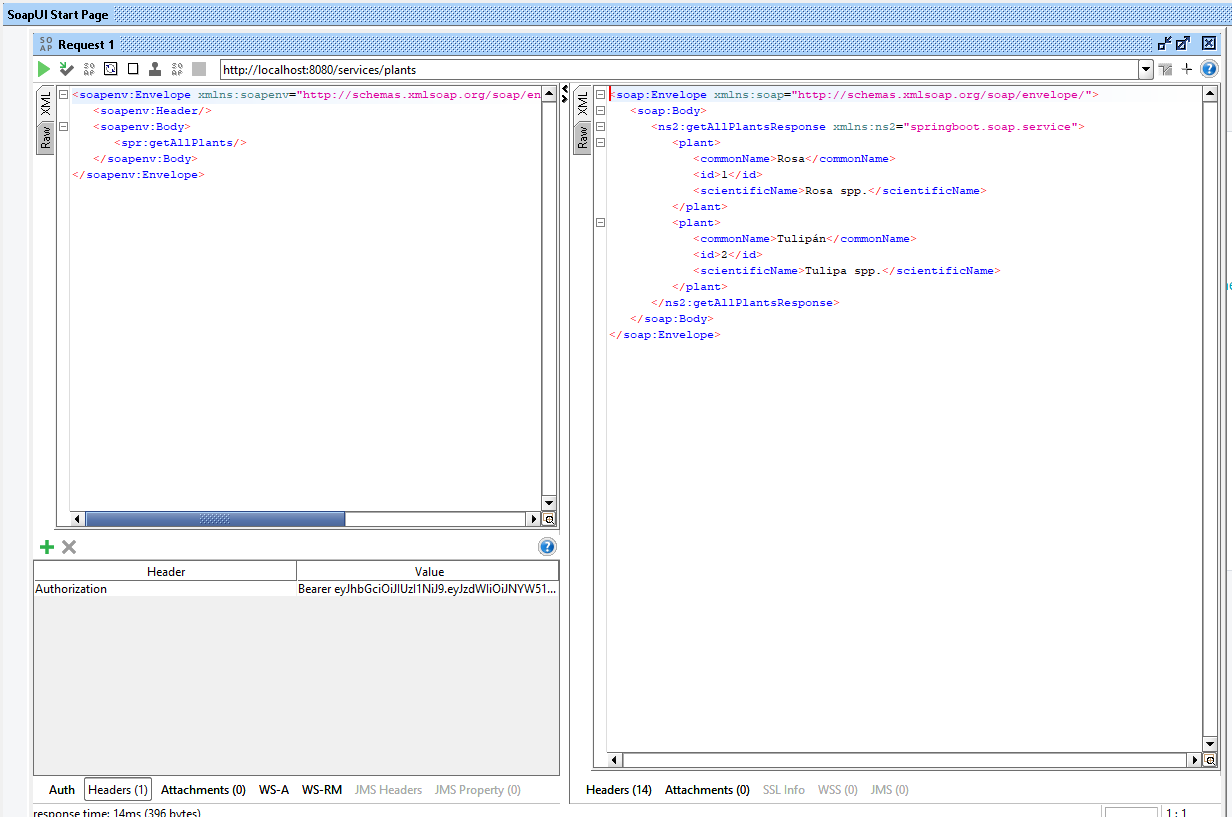 SoapUI Start Page
SO
AP
Request 1
SO
AP
SO
AP
http://localhost:8080/services/plants
?
XML
Raw
<soapenv:Envelope xmlns:soapenv="http://schemas.xmlsoap.org/soap/en
<soapenv:Header/>
<soapenv:Body>
<spr:getAllPlants/>
</soapenv:Body>
</soapenv:Envelope>
?
Header Value
Authorization Bearer eyJhbGciOiJIUzI1NiJ9.eyJzdWIiOiJNYW51...
Auth Headers (1) Attachments (0) WS-A WS-RM JMS Headers JMS Property (0)
response time: 14ms (396 bytes)
XML
Raw
<soap:Envelope xmlns:soap="http://schemas.xmlsoap.org/soap/envelope/">
<soap:Body>
<ns2:getAllPlantsResponse xmlns:ns2="springboot.soap.service">
<plant>
<commonName>Rosa</commonName>
<id>1</id>
<scientificName>Rosa spp.</scientificName>
</plant>
<plant>
<commonName>Tulipán</commonName>
<id>2</id>
<scientificName>Tulipa spp.</scientificName>
</plant>
</ns2:getAllPlantsResponse>
</soap:Body>
</soap:Envelope>
Headers (14) Attachments (0) SSL Info WSS (0) JMS (0)
1 : 1